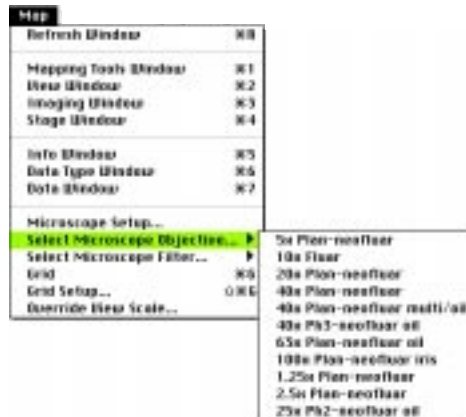 Map
Refresh Window ⌘R
Mapping Tools Window ⌘1
View Window ⌘2
Imaging Window ⌘3
Stage Window ⌘4
Info Window ⌘5
Data Type Window ⌘6
Data Window ⌘7
Microscope Setup...
Select Microscope Objection...
Select Microscope Filter...
Grid ⌘G
Grid Setup... ⇧⌘G
Override View Scale...
5x Plan-neofluar
10x Fluar
20x Plan-neofluar
40x Plan-neofluar
40x Plan-neofluar multi/oil
40x Ph3-neofluar oil
63x Plan-neofluar oil
100x Plan-neofluar iris
1.25x Plan-neofluar
2.5x Plan-neofluar
25x Ph2-neofluar oil